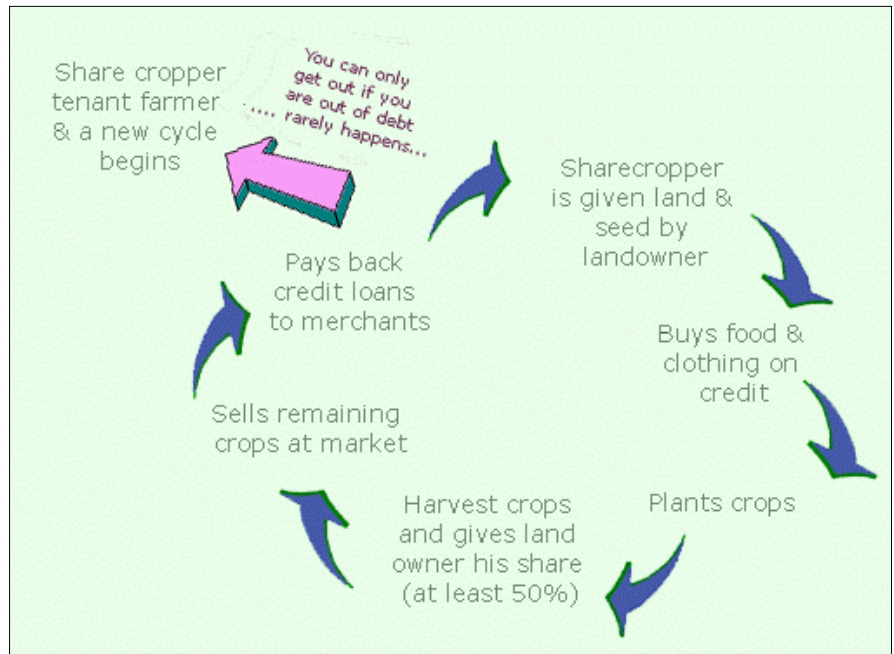 Share cropper
tenant farmer
& a new cycle
begins
You can only
get out if you
are out of debt
.... rarely happens...
Sharecropper
is given land &
seed by
landowner
Buys food &
clothing on
credit
Plants crops
Harvest crops
and gives land
owner his share
(at least 50%)
Sells remaining
crops at market
Pays back
credit loans
to merchants